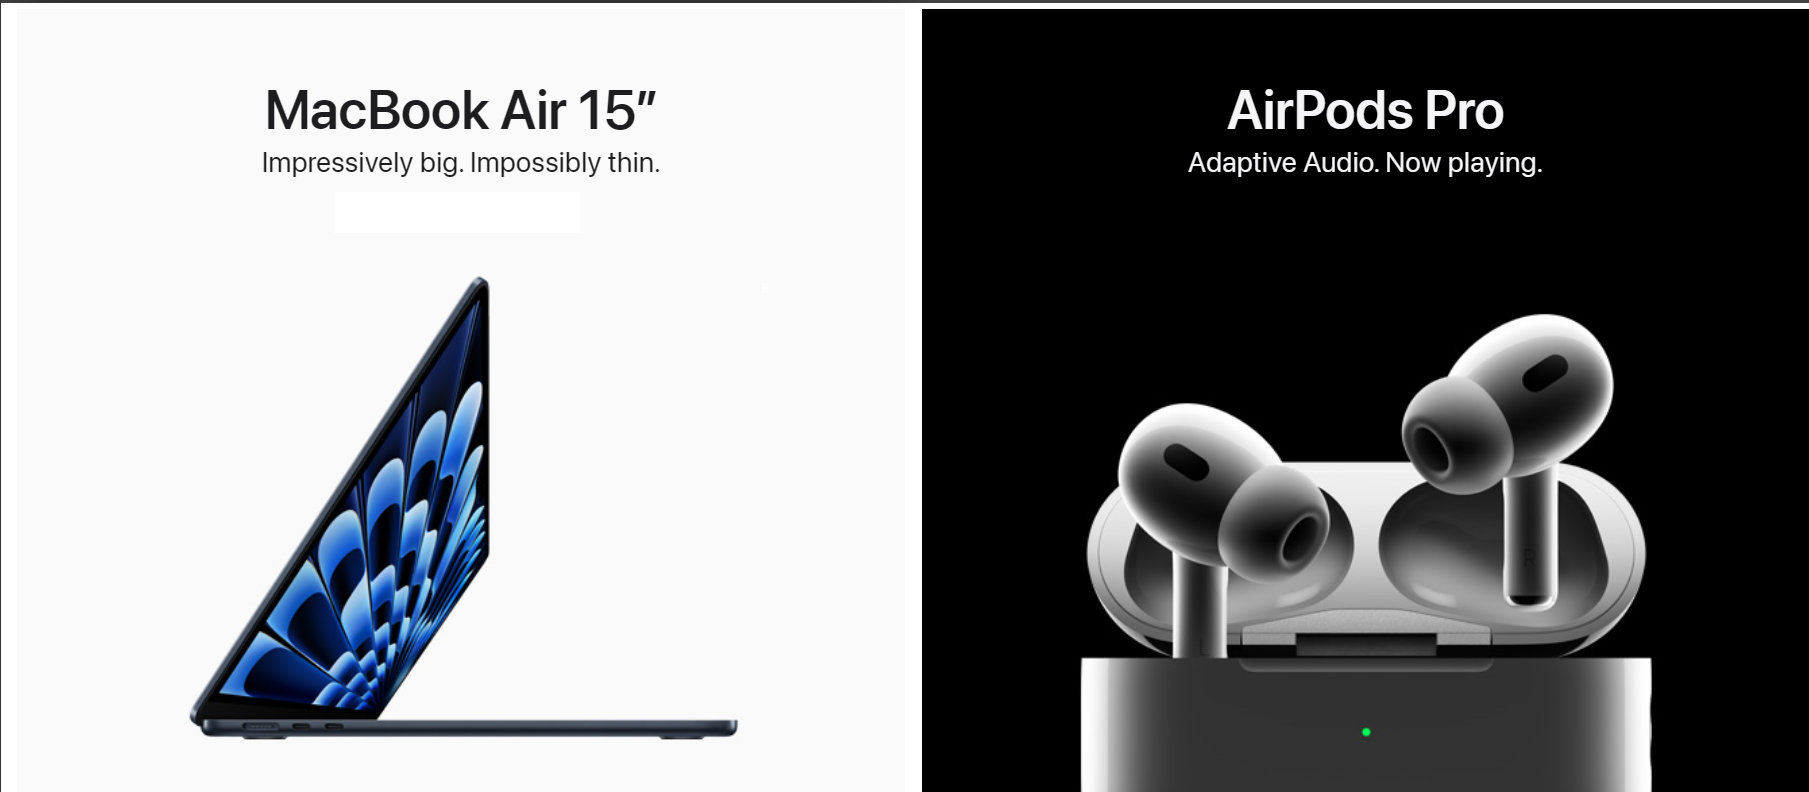 MacBook Air 15”
Impressively big. Impossibly thin.
AirPods Pro
Adaptive Audio. Now playing.
R